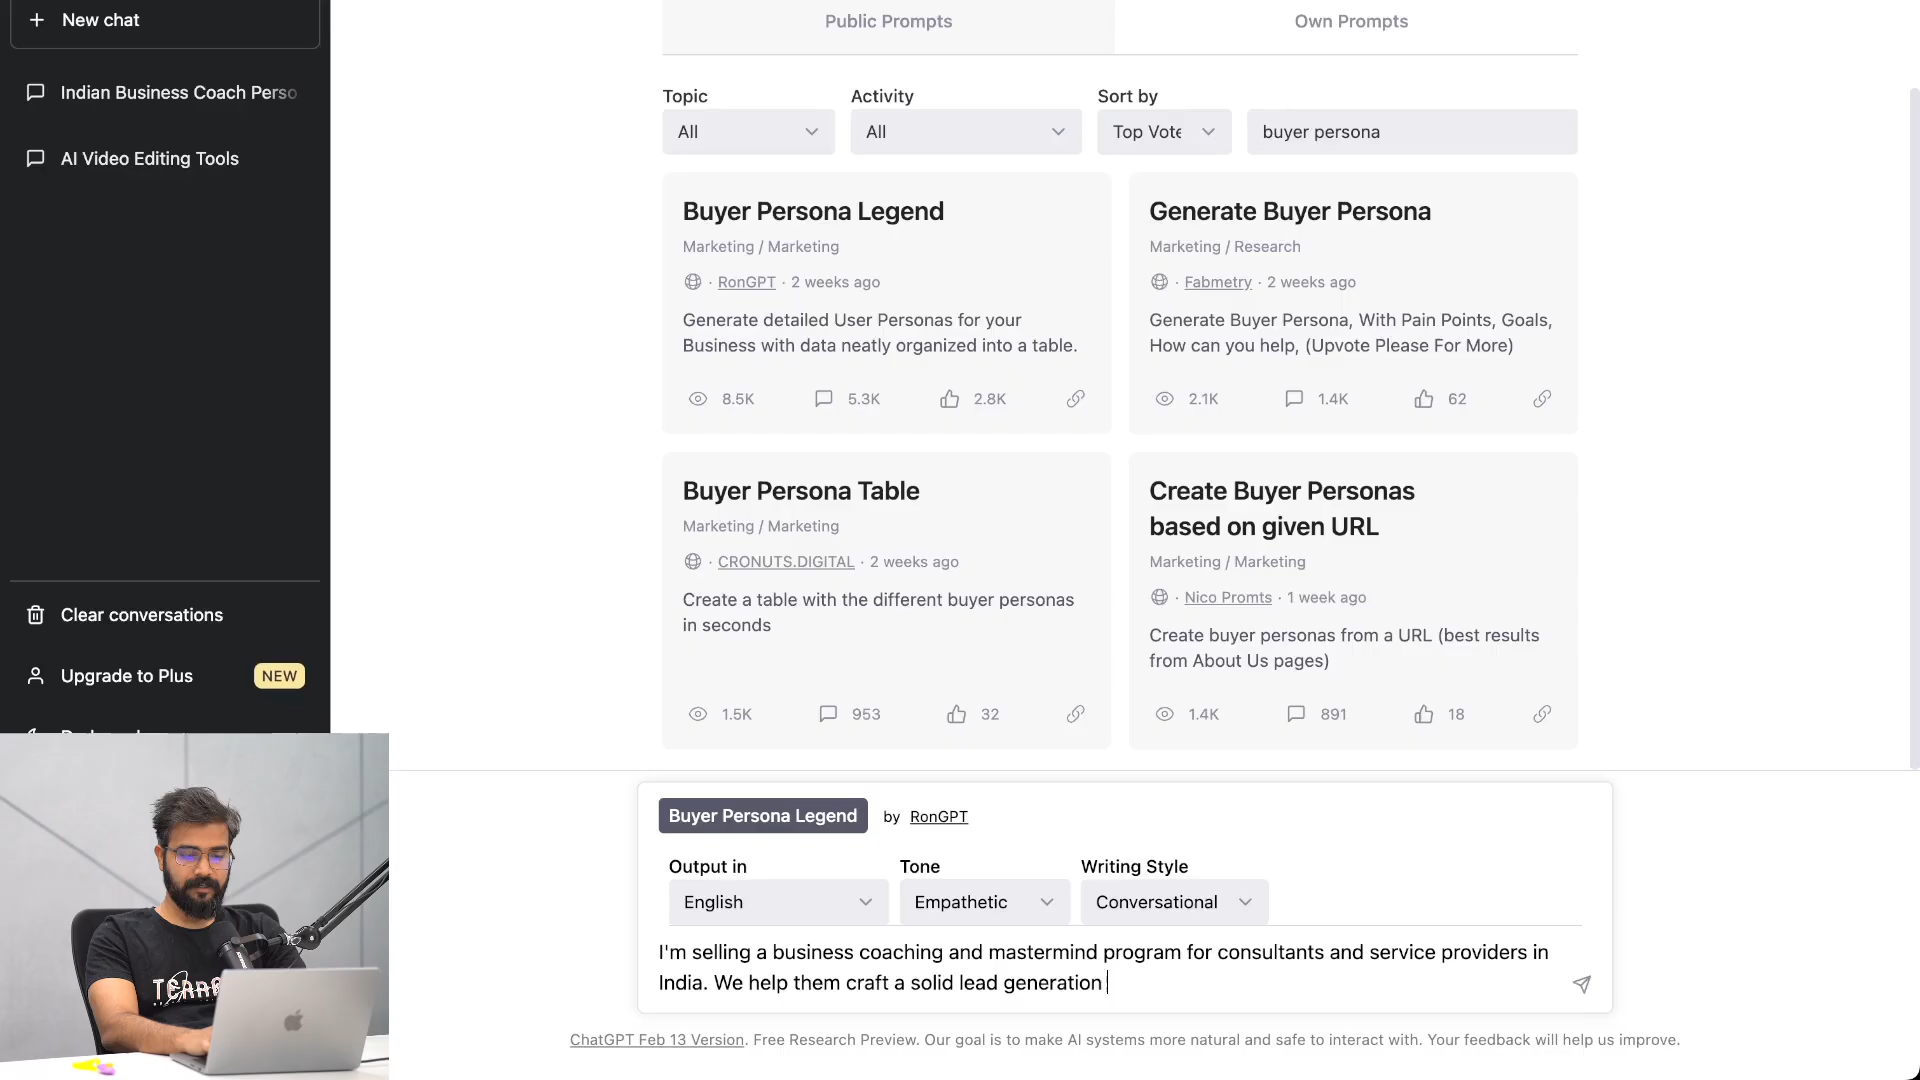 New chat
Indian Business Coach Perso
AI Video Editing Tools
Clear conversations
Upgrade to Plus
NEW
Public Prompts
Own Prompts
Topic
Activity
Sort by
All
All
Top Vote
buyer persona
Buyer Persona Legend
Marketing / Marketing
· RonGPT · 2 weeks ago
Generate detailed User Personas for your
Business with data neatly organized into a table.
8.5K
5.3K
2.8K
Generate Buyer Persona
Marketing / Research
· Fabmetry · 2 weeks ago
Generate Buyer Persona, With Pain Points, Goals,
How can you help, (Upvote Please For More)
2.1K
1.4K
62
Buyer Persona Table
Marketing / Marketing
· CRONUTS.DIGITAL · 2 weeks ago
Create a table with the different buyer personas
in seconds
1.5K
953
32
Create Buyer Personas
based on given URL
Marketing / Marketing
· Nico Promts · 1 week ago
Create buyer personas from a URL (best results
from About Us pages)
1.4K
891
18
Buyer Persona Legend
by RonGPT
Output in
Tone
Writing Style
English
Empathetic
Conversational
I'm selling a business coaching and mastermind program for consultants and service providers in
India. We help them craft a solid lead generation
ChatGPT Feb 13 Version. Free Research Preview. Our goal is to make AI systems more natural and safe to interact with. Your feedback will help us improve.